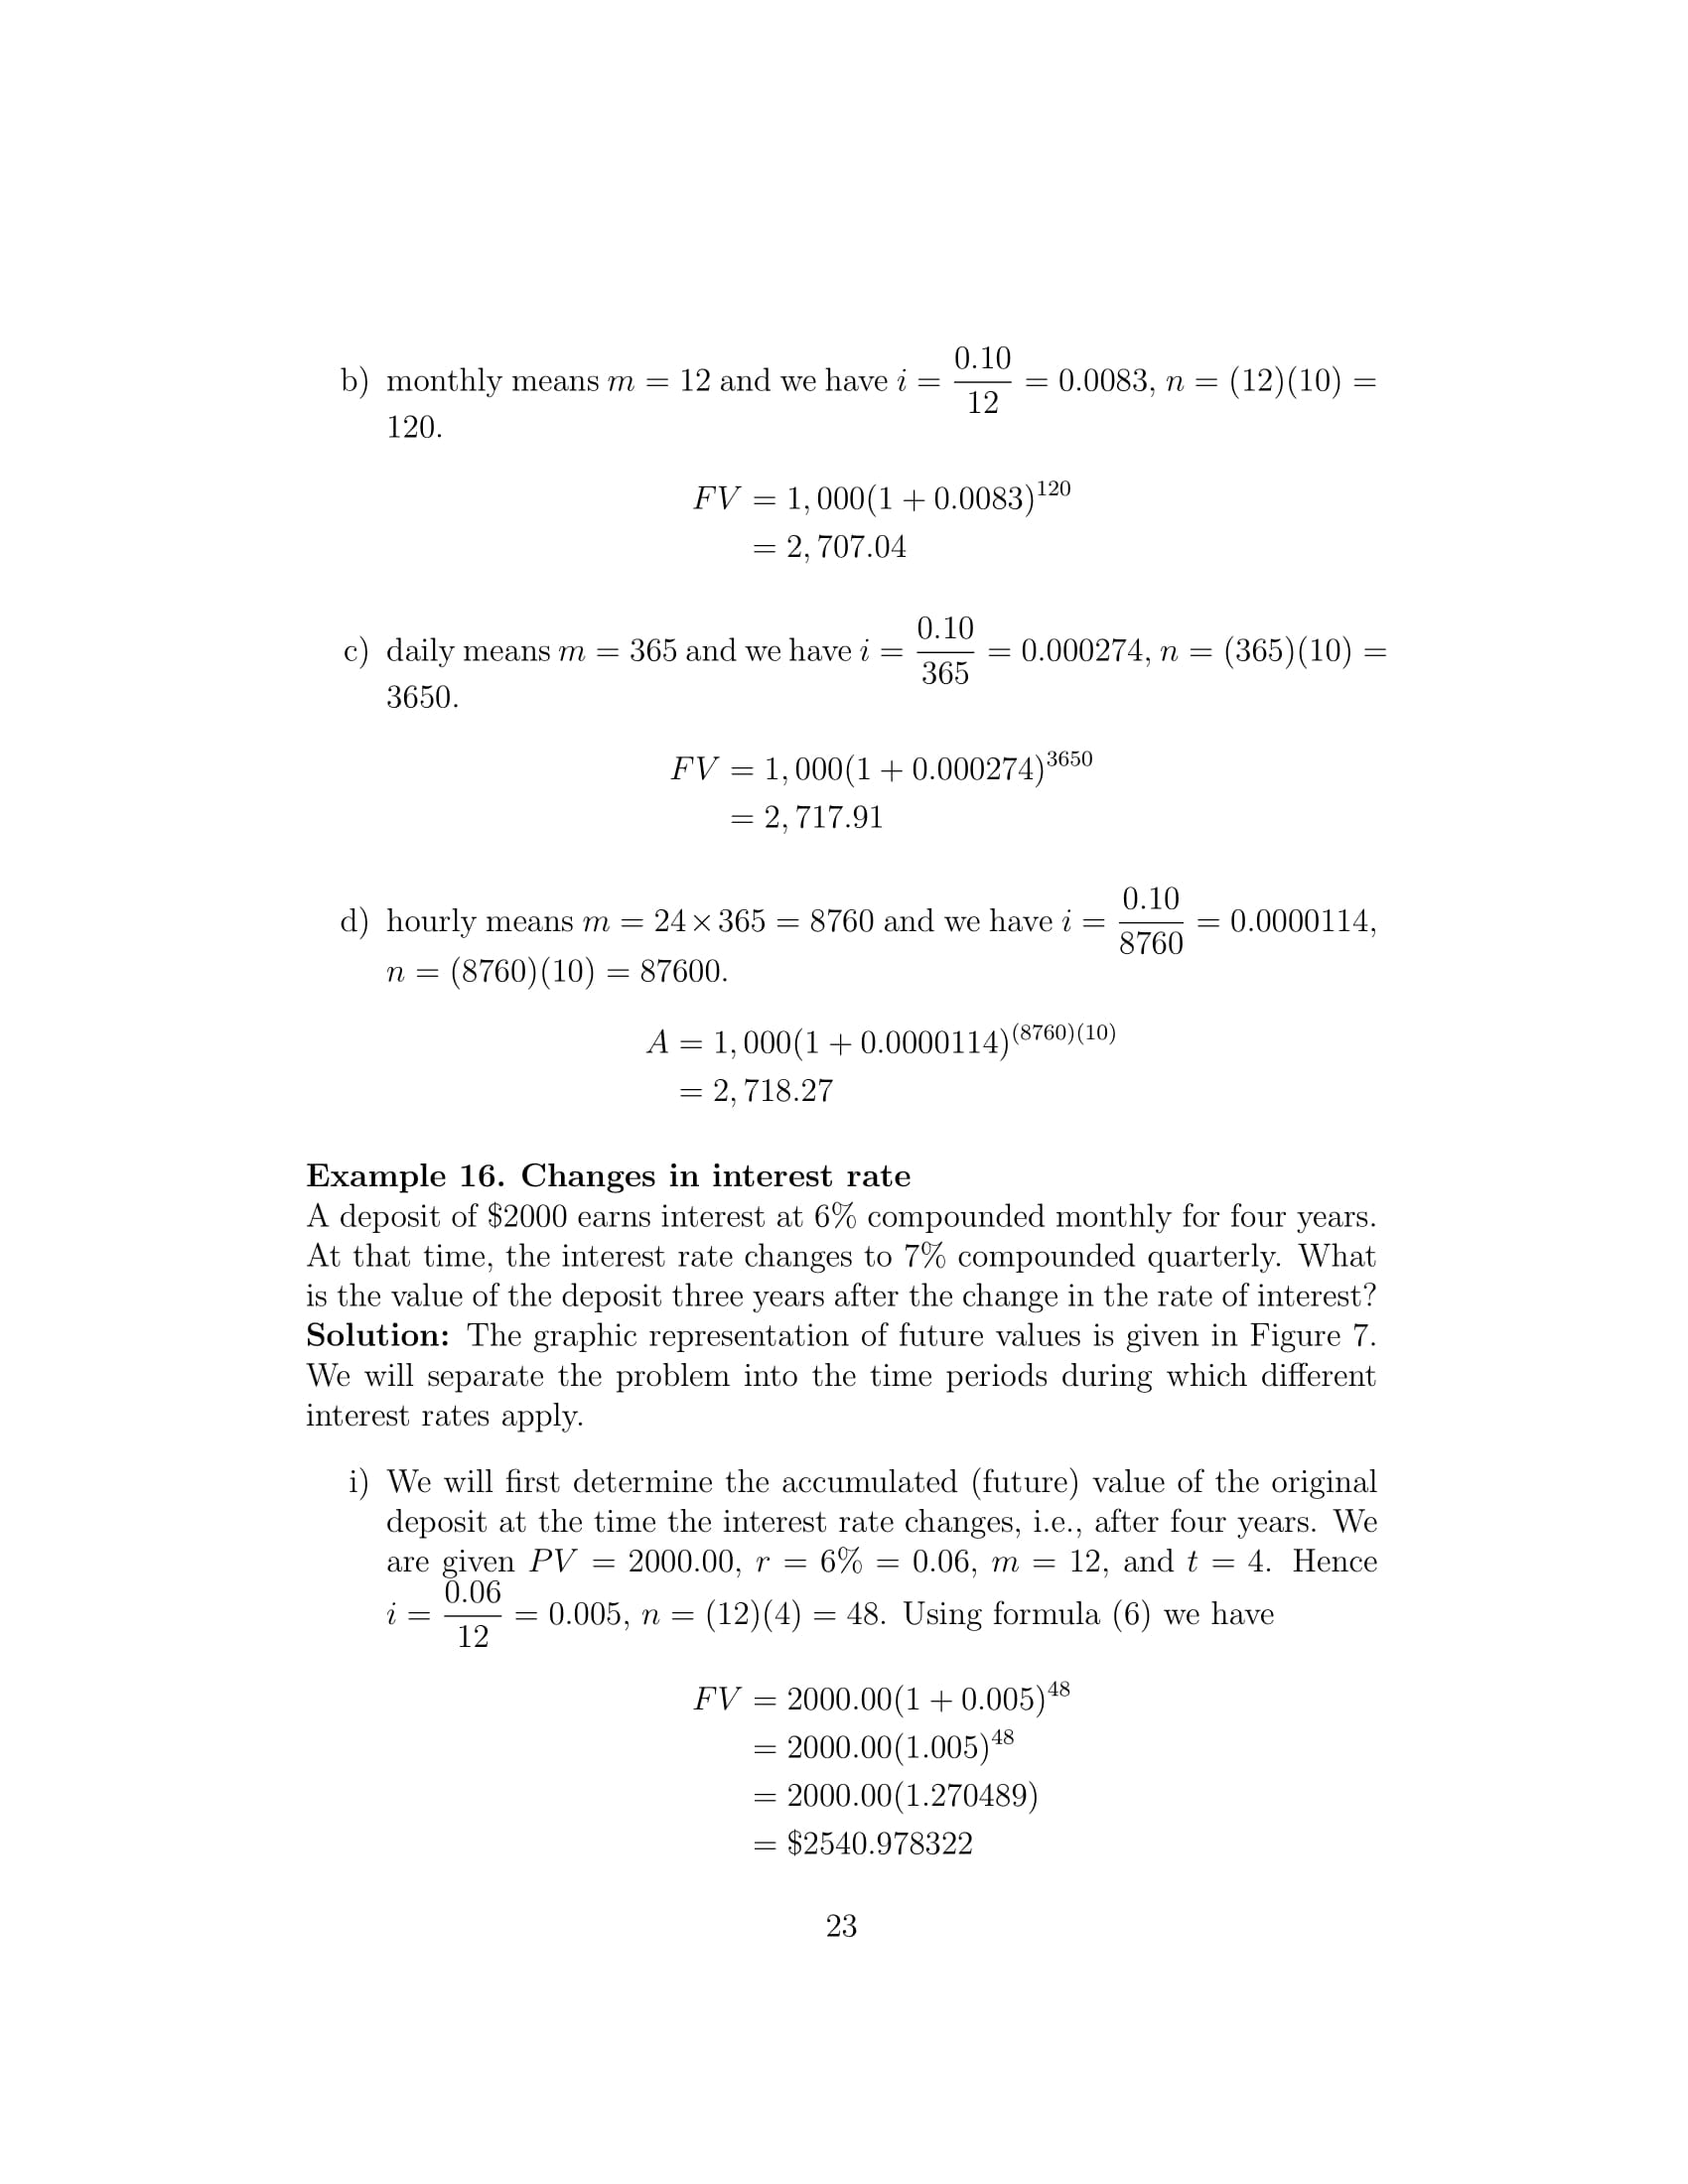 b) monthly means m = 12 and we have i = 0.10/12 = 0.0083, n = (12)(10) =
120.
FV = 1, 000(1 + 0.0083)^120
= 2, 707.04
c) daily means m = 365 and we have i = 0.10/365 = 0.000274, n = (365)(10) =
3650.
FV = 1, 000(1 + 0.000274)^3650
= 2, 717.91
d) hourly means m = 24×365 = 8760 and we have i = 0.10/8760 = 0.0000114,
n = (8760)(10) = 87600.
A = 1, 000(1 + 0.0000114)^(8760)(10)
= 2, 718.27
Example 16. Changes in interest rate
A deposit of $2000 earns interest at 6% compounded monthly for four years.
At that time, the interest rate changes to 7% compounded quarterly. What
is the value of the deposit three years after the change in the rate of interest?
Solution: The graphic representation of future values is given in Figure 7.
We will separate the problem into the time periods during which different
interest rates apply.
i) We will first determine the accumulated (future) value of the original
deposit at the time the interest rate changes, i.e., after four years. We
are given PV = 2000.00, r = 6% = 0.06, m = 12, and t = 4. Hence
i = 0.06/12 = 0.005, n = (12)(4) = 48. Using formula (6) we have
FV = 2000.00(1 + 0.005)^48
= 2000.00(1.005)^48
= 2000.00(1.270489)
= $2540.978322
23